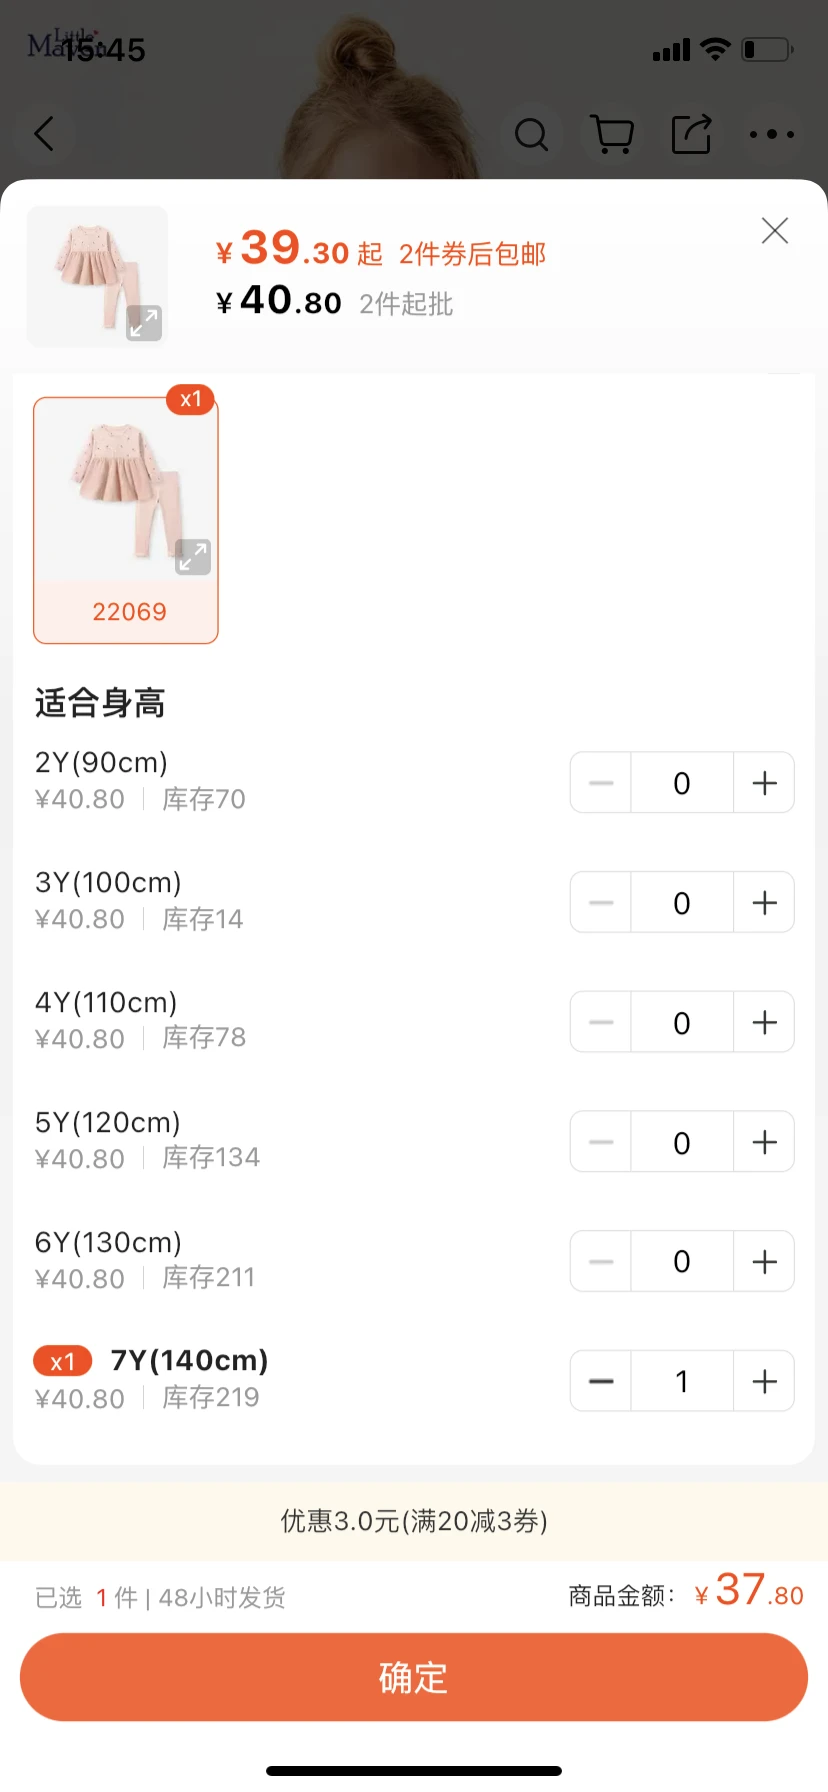 Little
Maven
15:45
¥39.30起 2件券后包邮
¥40.80 2件起批
x1
22069
适合身高
2Y(90cm)
¥40.80 | 库存70
0
3Y(100cm)
¥40.80 | 库存14
0
4Y(110cm)
¥40.80 | 库存78
0
5Y(120cm)
¥40.80 | 库存134
0
6Y(130cm)
¥40.80 | 库存211
0
x1 7Y(140cm)
¥40.80 | 库存219
1
优惠3.0元(满20减3券)
已选 1 件 | 48小时发货
商品金额: ¥37.80
确定